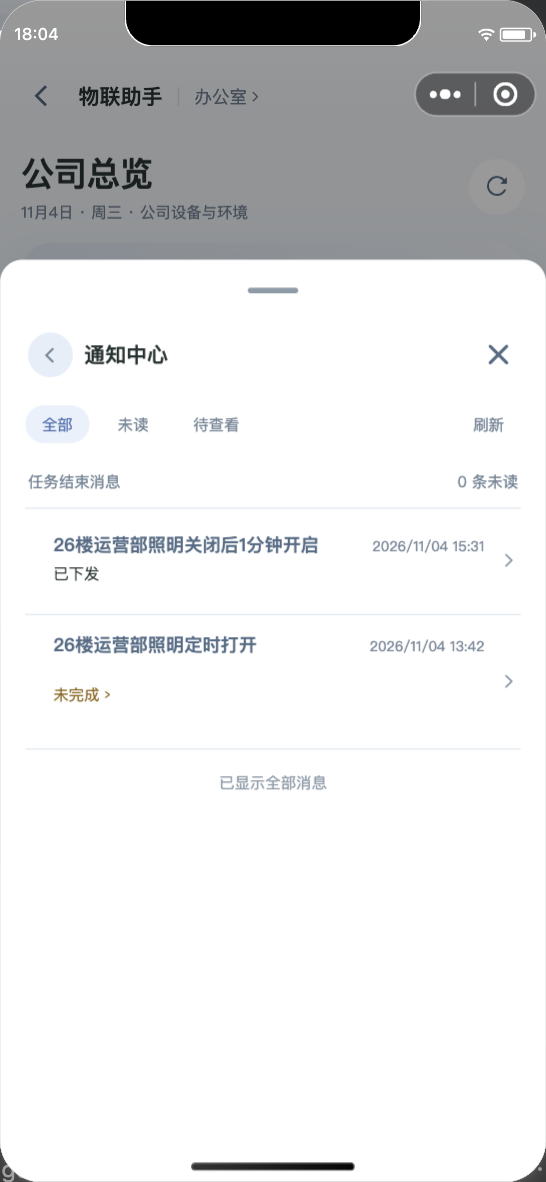 18:04
物联助手 办公室 >
公司总览
11月4日 · 周三 · 公司设备与环境
通知中心
全部 未读 待查看 刷新
任务结束消息 0 条未读
26楼运营部照明关闭后1分钟开启 2026/11/04 15:31
已下发
26楼运营部照明定时打开 2026/11/04 13:42
未完成 >
已显示全部消息